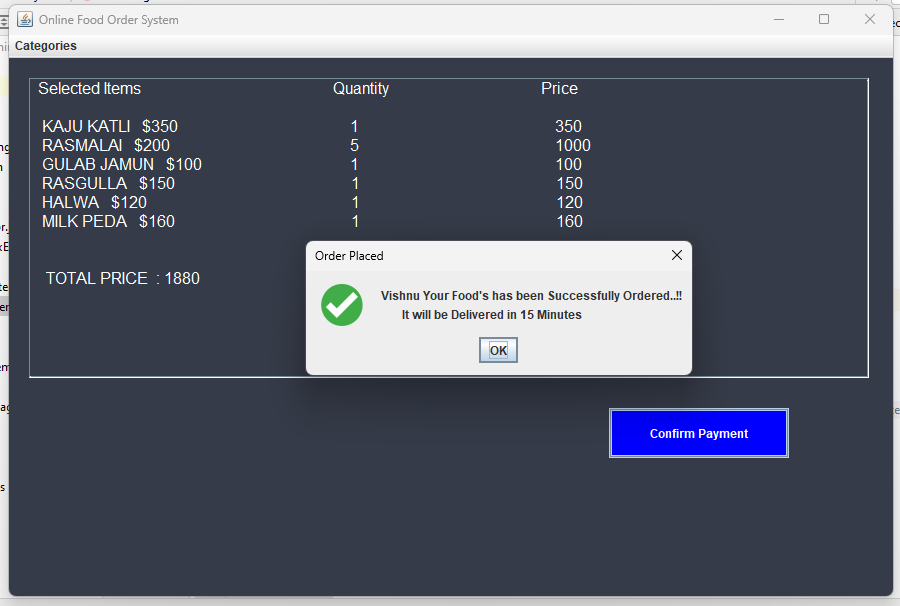 Online Food Order System
Categories
Selected Items Quantity Price
KAJU KATLI $350 1 350
RASMALAI $200 5 1000
GULAB JAMUN $100 1 100
RASGULLA $150 1 150
HALWA $120 1 120
MILK PEDA $160 1 160
TOTAL PRICE : 1880
Order Placed
Vishnu Your Food's has been Successfully Ordered..!!
It will be Delivered in 15 Minutes
OK
Confirm Payment